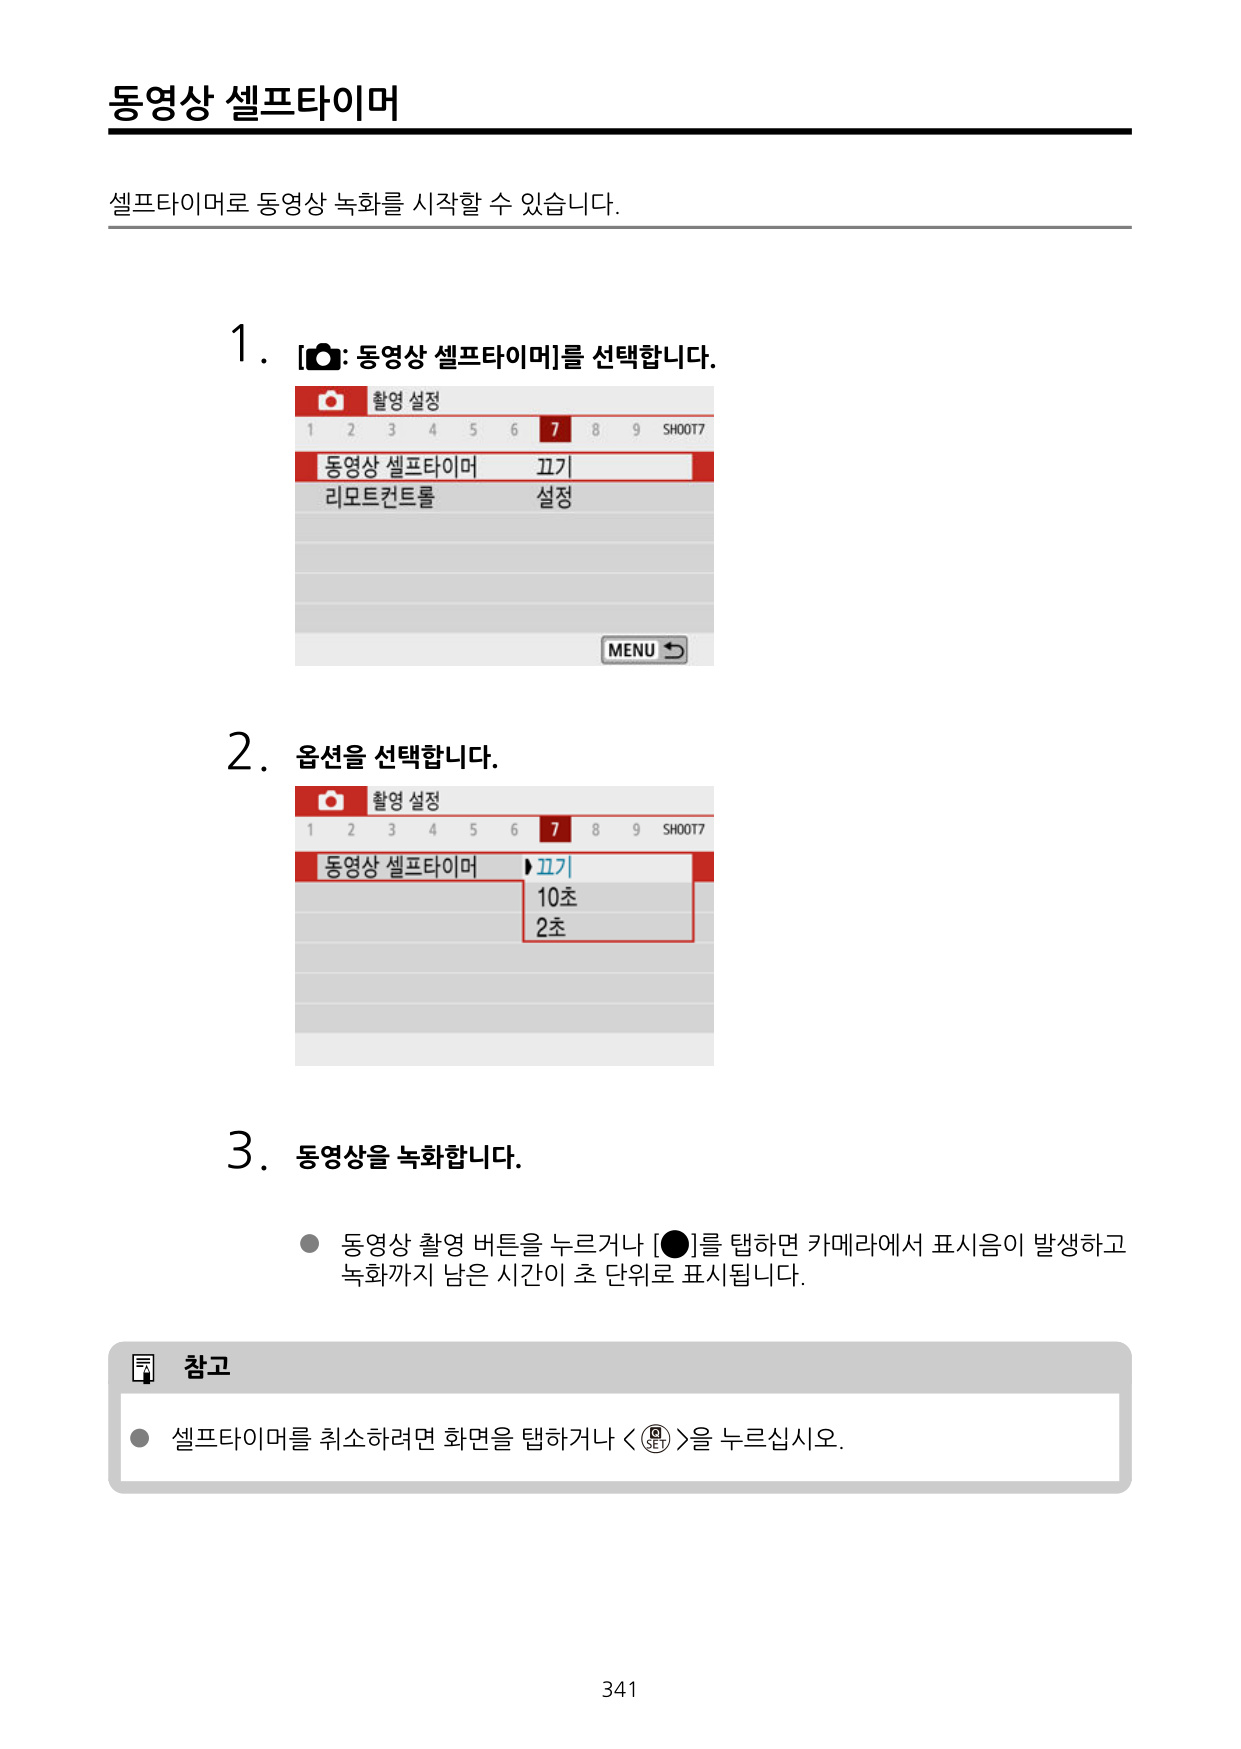 동영상 셀프타이머
셀프타이머로 동영상 녹화를 시작할 수 있습니다.
1. [: 동영상 셀프타이머]를 선택합니다.
촬영 설정
1 2 3 4 5 6 7 8 9 SHOOT7
동영상 셀프타이머 끄기
리모트컨트롤 설정
MENU
2. 옵션을 선택합니다.
촬영 설정
1 2 3 4 5 6 7 8 9 SHOOT7
동영상 셀프타이머 끄기
10초
2초
3. 동영상을 녹화합니다.
● 동영상 촬영 버튼을 누르거나 [●]를 탭하면 카메라에서 표시음이 발생하고
녹화까지 남은 시간이 초 단위로 표시됩니다.
참고
● 셀프타이머를 취소하려면 화면을 탭하거나 < Q SET >을 누르십시오.
341